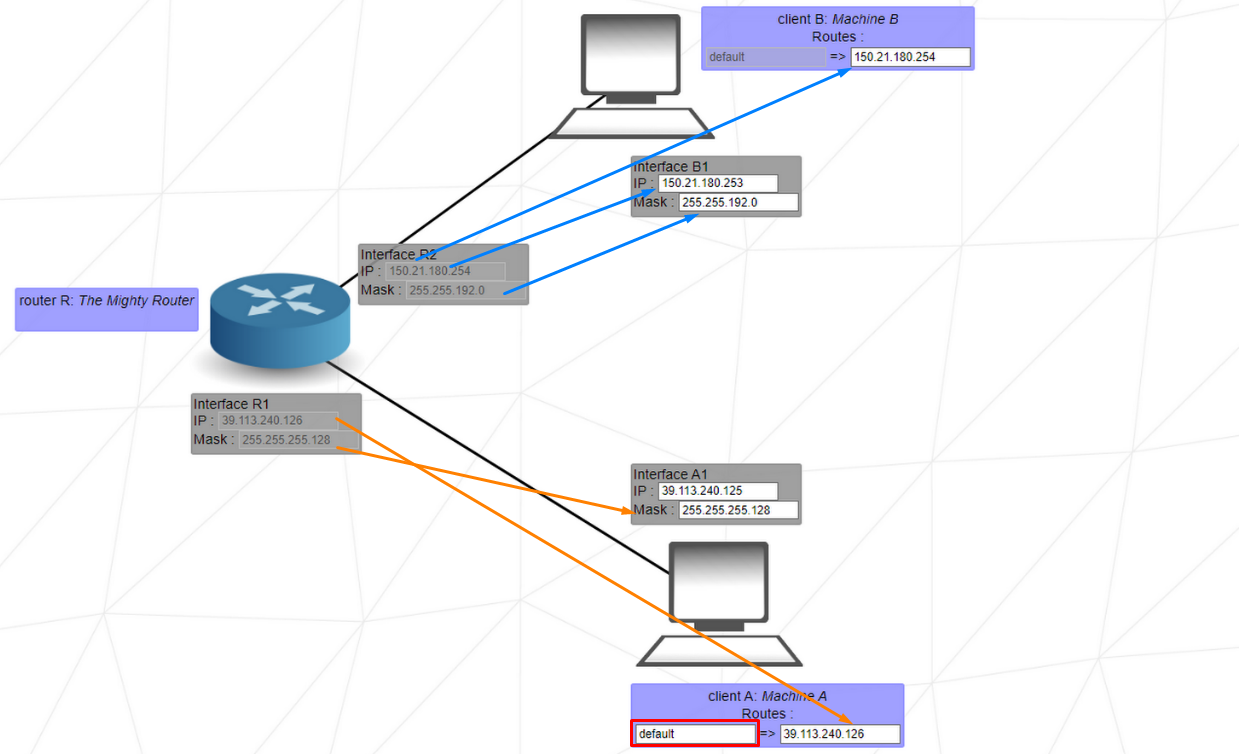 client B: Machine B
Routes :
default => 150.21.180.254
Interface B1
IP : 150.21.180.253
Mask : 255.255.192.0
Interface R2
IP : 150.21.180.254
Mask : 255.255.192.0
router R: The Mighty Router
Interface R1
IP : 39.113.240.126
Mask : 255.255.255.128
Interface A1
IP : 39.113.240.125
Mask : 255.255.255.128
client A: Machine A
Routes :
default => 39.113.240.126